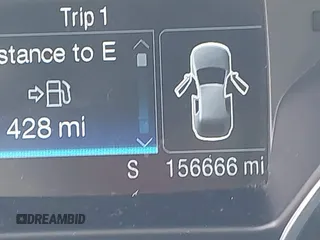 Trip 1
stance to E
428 mi
S 156666 mi
DREAMBID